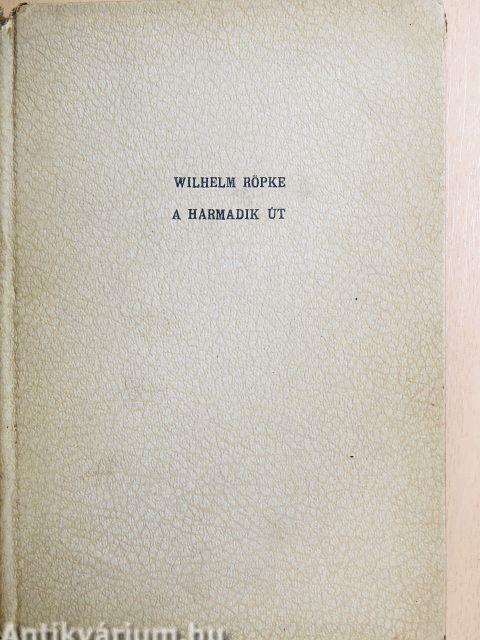 WILHELM RÖPKE
A HARMADIK ÚT
Antikvárium.hu